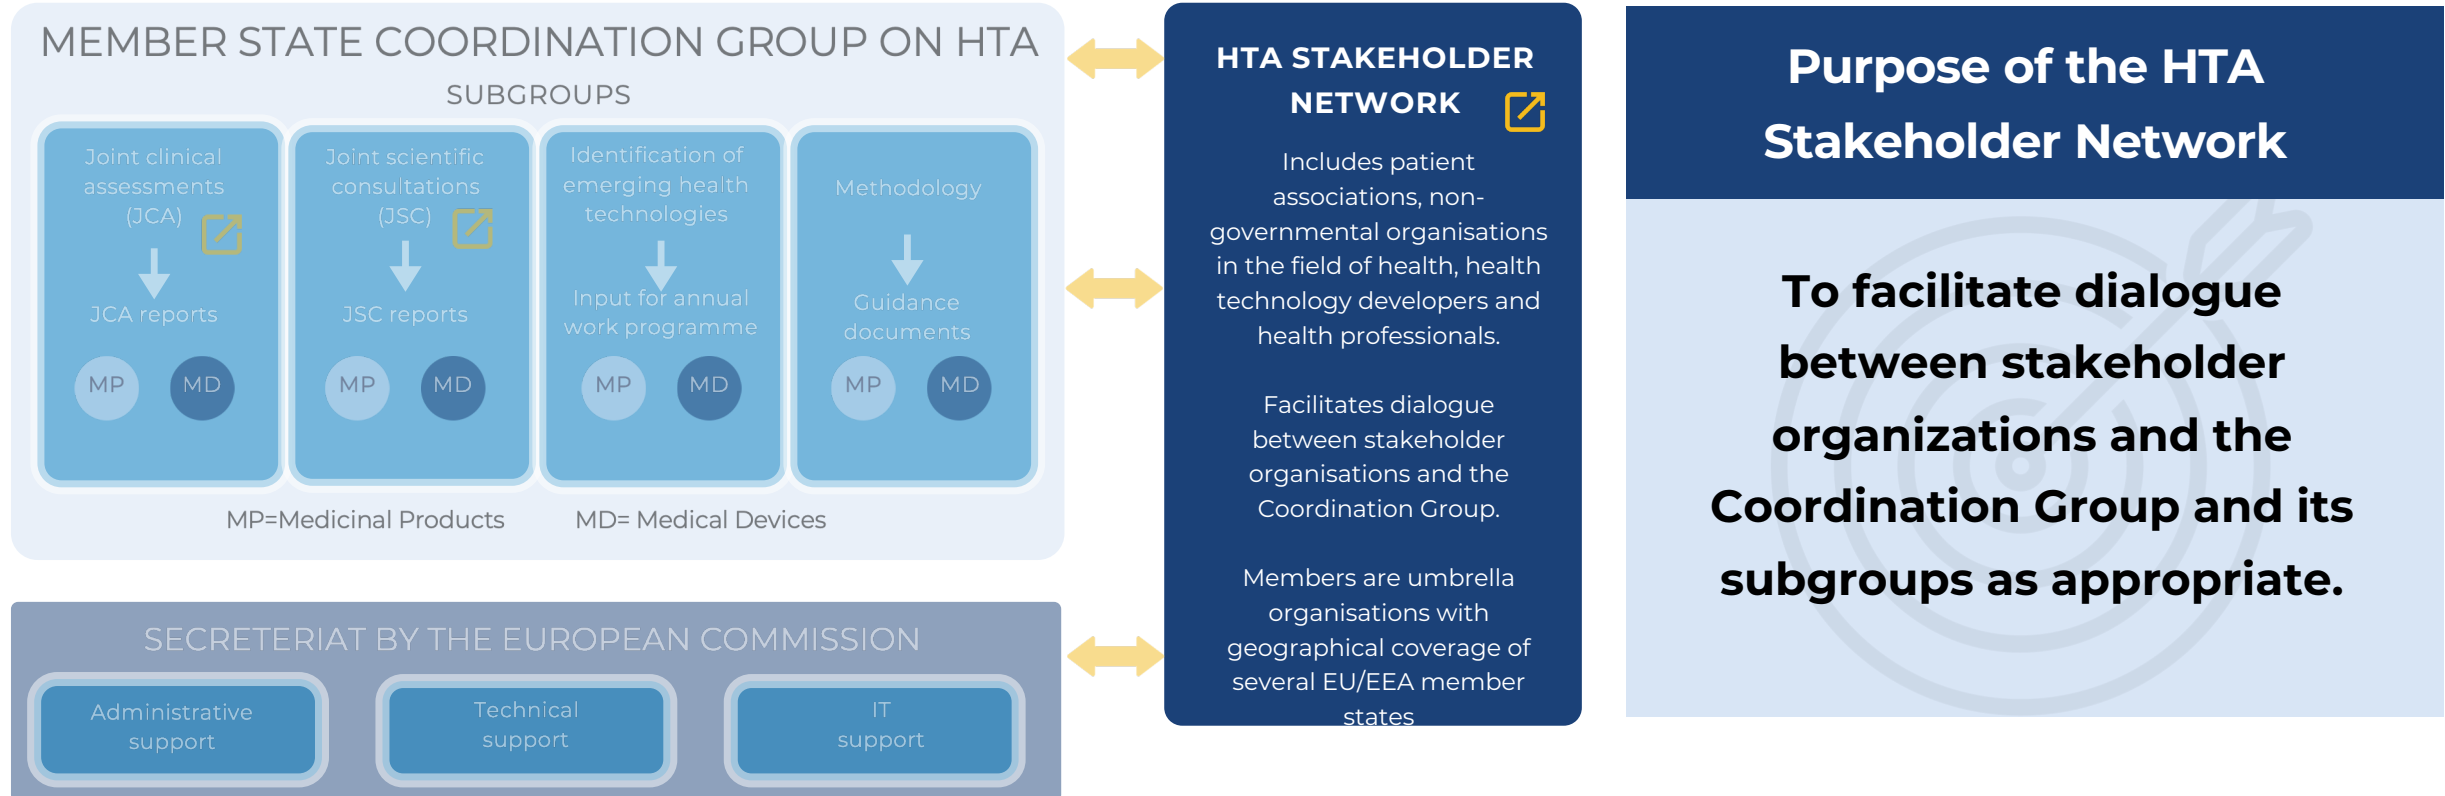 MEMBER STATE COORDINATION GROUP ON HTA
SUBGROUPS
Joint clinical
assessments
(JCA)
JCA reports
MP
MD
Joint scientific
consultations
(JSC)
JSC reports
MP
MD
Identification of
emerging health
technologies
Input for annual
work programme
MP
MD
Methodology
Guidance
documents
MP
MD
MP=Medicinal Products
MD= Medical Devices
SECRETERIAT BY THE EUROPEAN COMMISSION
Administrative
support
Technical
support
IT
support
HTA STAKEHOLDER
NETWORK
Includes patient
associations, non-
governmental organisations
in the field of health, health
technology developers and
health professionals.
Facilitates dialogue
between stakeholder
organisations and the
Coordination Group.
Members are umbrella
organisations with
geographical coverage of
several EU/EEA member
states
Purpose of the HTA
Stakeholder Network
To facilitate dialogue
between stakeholder
organizations and the
Coordination Group and its
subgroups as appropriate.